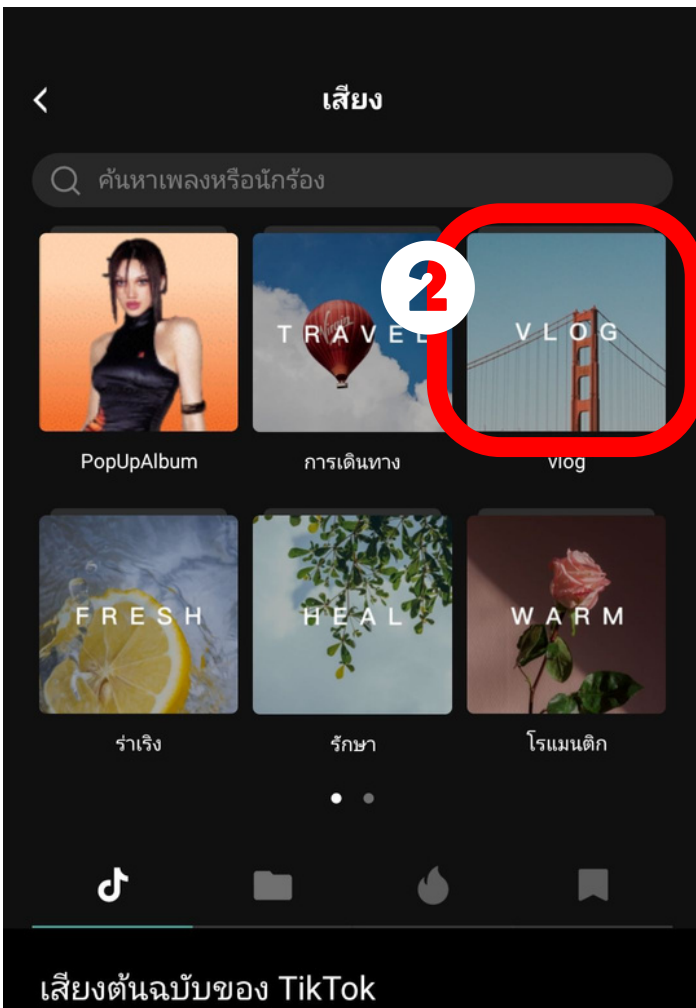 เสียง
ค้นหาเพลงหรือนักร้อง
2
TRAVEL
Virgin
VLOG
PopUpAlbum
การเดินทาง
vlog
FRESH
HEAL
WARM
ร่าเริง
รักษา
โรแมนติก
เสียงต้นฉบับของ TikTok